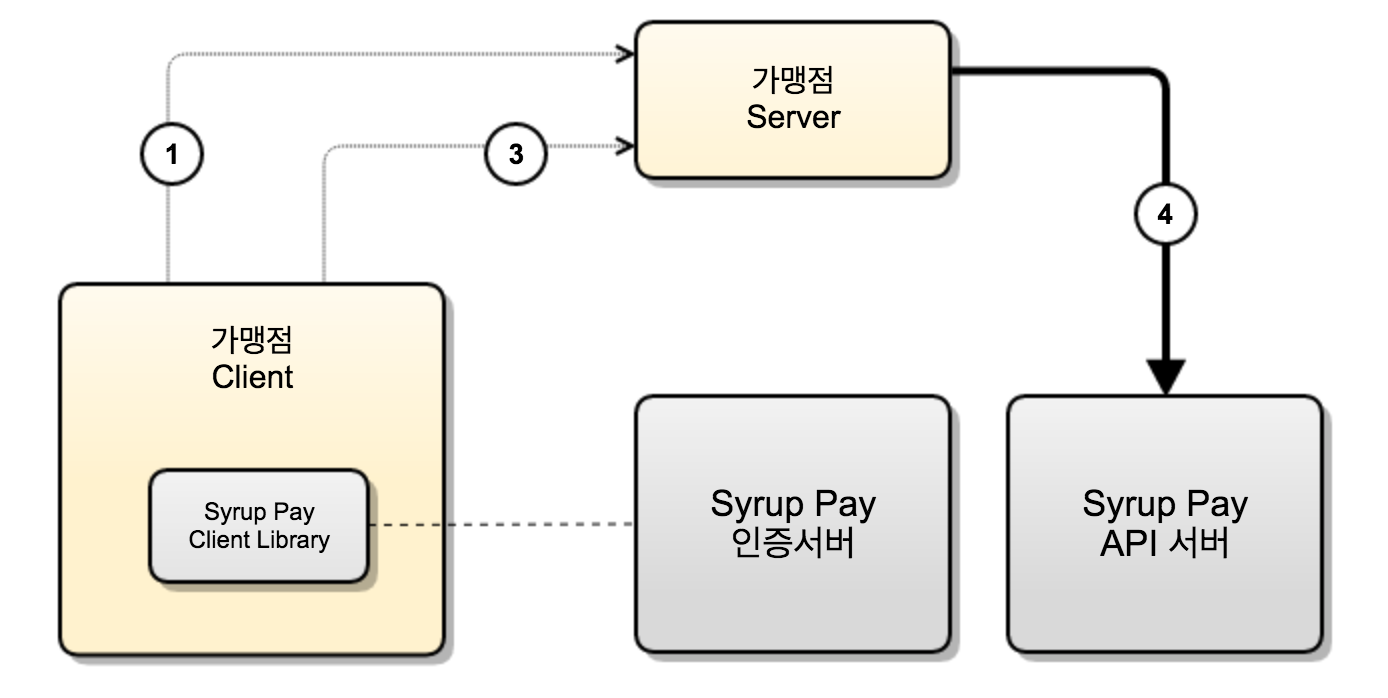 가맹점
Server
1
3
4
가맹점
Client
Syrup Pay
Client Library
Syrup Pay
인증서버
Syrup Pay
API 서버